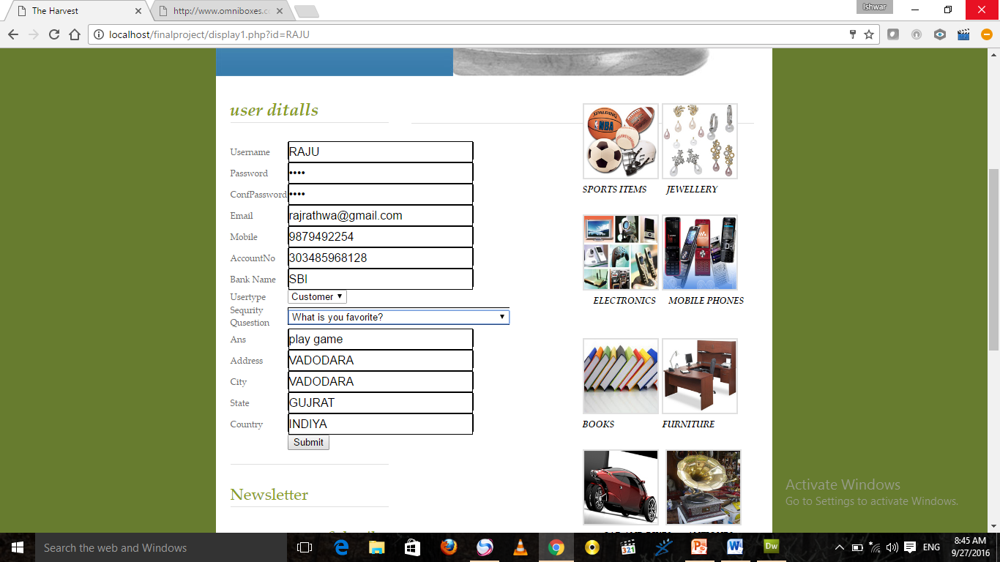 The Harvest
http://www.omniboxes.c
Ishwar
localhost/finalproject/display1.php?id=RAJU
user ditalls
Username RAJU
Password ••••
ConfPassword ••••
Email rajrathwa@gmail.com
Mobile 9879492254
AccountNo 303485968128
Bank Name SBI
Usertype Customer
Sequrity
Qusestion What is you favorite?
Ans play game
Address VADODARA
City VADODARA
State GUJRAT
Country INDIYA
Submit
Newsletter
SPALDING
NBA
SPORTS ITEMS JEWELLERY
ELECTRONICS MOBILE PHONES
BOOKS FURNITURE
Activate Windows
Go to Settings to activate Windows.
Search the web and Windows
321
Dw
ENG
8:45 AM
9/27/2016